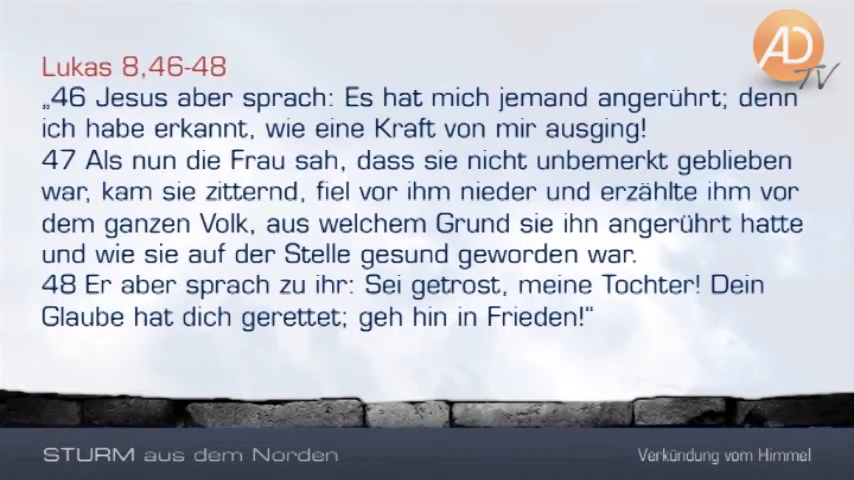 AD
TV
Lukas 8,46-48
„46 Jesus aber sprach: Es hat mich jemand angerührt; denn
ich habe erkannt, wie eine Kraft von mir ausging!
47 Als nun die Frau sah, dass sie nicht unbemerkt geblieben
war, kam sie zitternd, fiel vor ihm nieder und erzählte ihm vor
dem ganzen Volk, aus welchem Grund sie ihn angerührt hatte
und wie sie auf der Stelle gesund geworden war.
48 Er aber sprach zu ihr: Sei getrost, meine Tochter! Dein
Glaube hat dich gerettet; geh hin in Frieden!“
STURM aus dem Norden
Verkündung vom Himmel